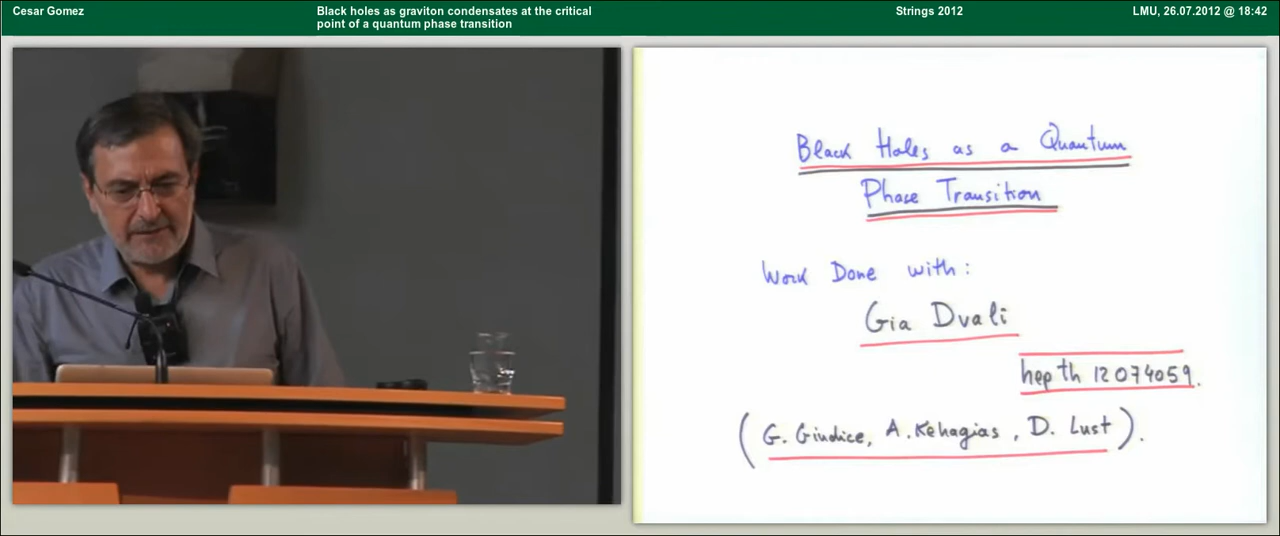 Cesar Gomez
Black holes as graviton condensates at the critical
point of a quantum phase transition
Strings 2012
LMU, 26.07.2012 @ 18:42
Black Holes as a Quantum
Phase Transition
Work Done with:
Gia Dvali
hep th 12074059.
(G. Giudice, A. Kehagias, D. Lust).